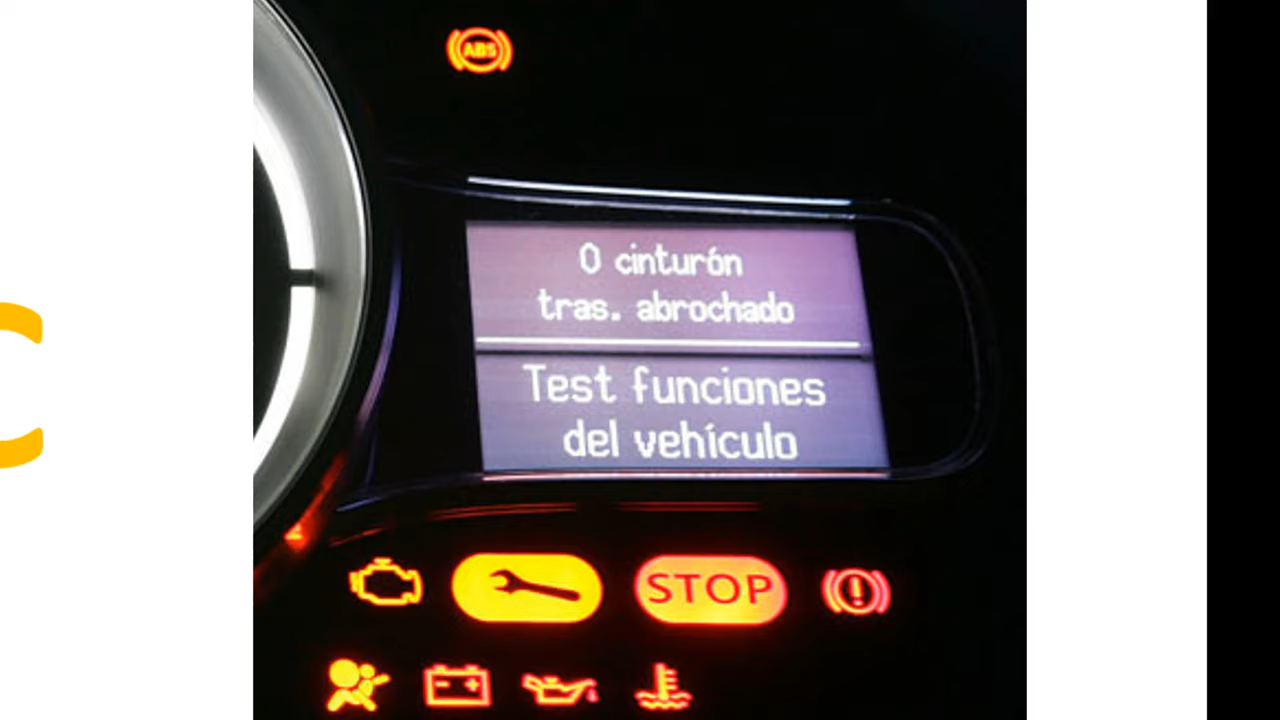 ABS
0 cinturón
tras. abrochado
Test funciones
del vehículo
STOP